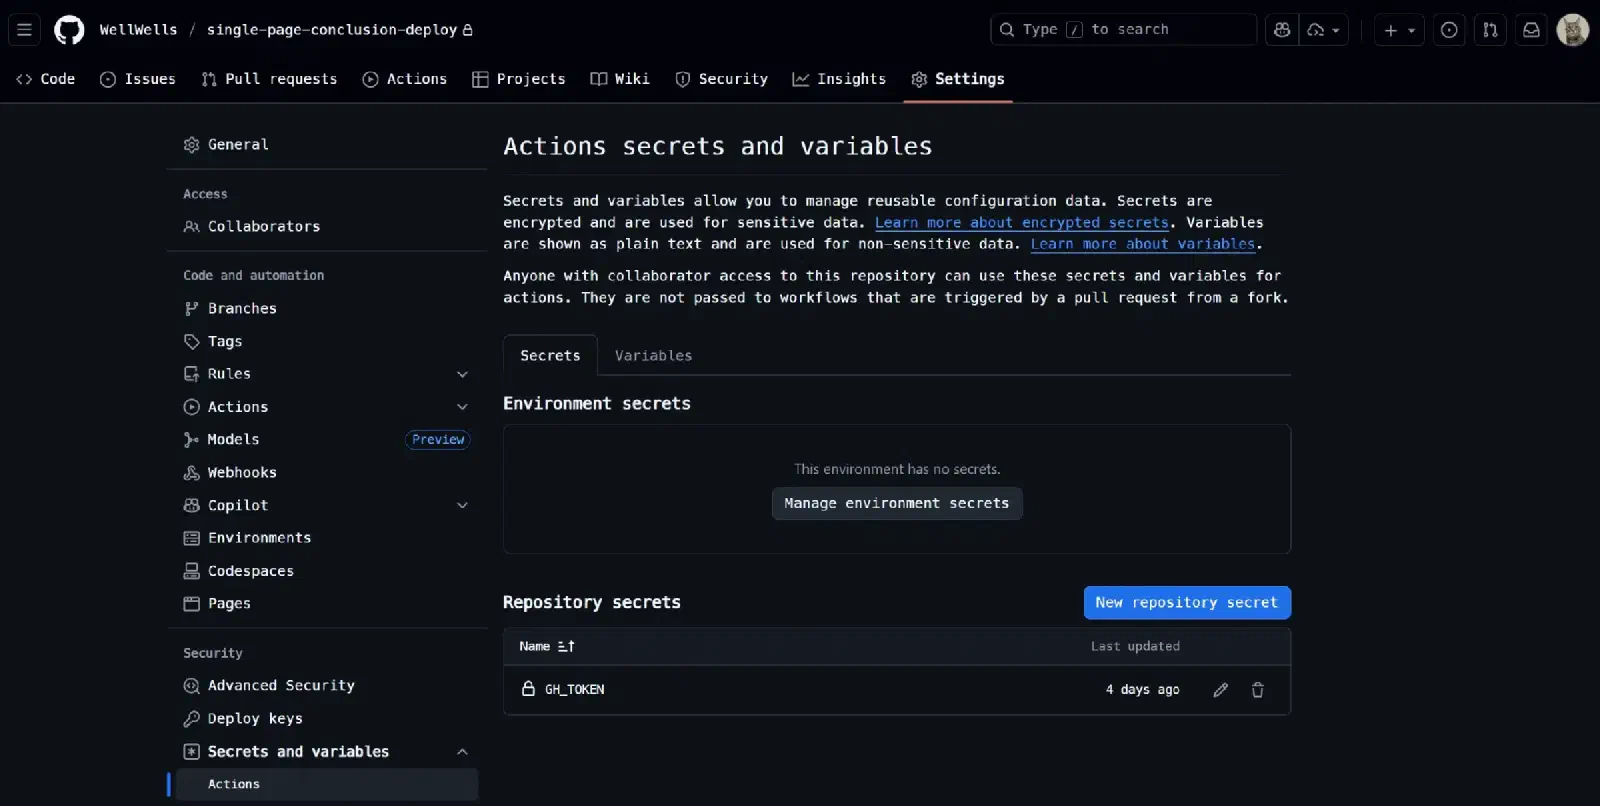 WellWells / single-page-conclusion-deploy
Type / to search
Code
Issues
Pull requests
Actions
Projects
Wiki
Security
Insights
Settings
General
Access
Collaborators
Code and automation
Branches
Tags
Rules
Actions
Models
Preview
Webhooks
Copilot
Environments
Codespaces
Pages
Security
Advanced Security
Deploy keys
Secrets and variables
Actions
Actions secrets and variables
Secrets and variables allow you to manage reusable configuration data. Secrets are
encrypted and are used for sensitive data. Learn more about encrypted secrets. Variables
are shown as plain text and are used for non-sensitive data. Learn more about variables.
Anyone with collaborator access to this repository can use these secrets and variables for
actions. They are not passed to workflows that are triggered by a pull request from a fork.
Secrets
Variables
Environment secrets
This environment has no secrets.
Manage environment secrets
Repository secrets
New repository secret
Name
Last updated
GH_TOKEN
4 days ago